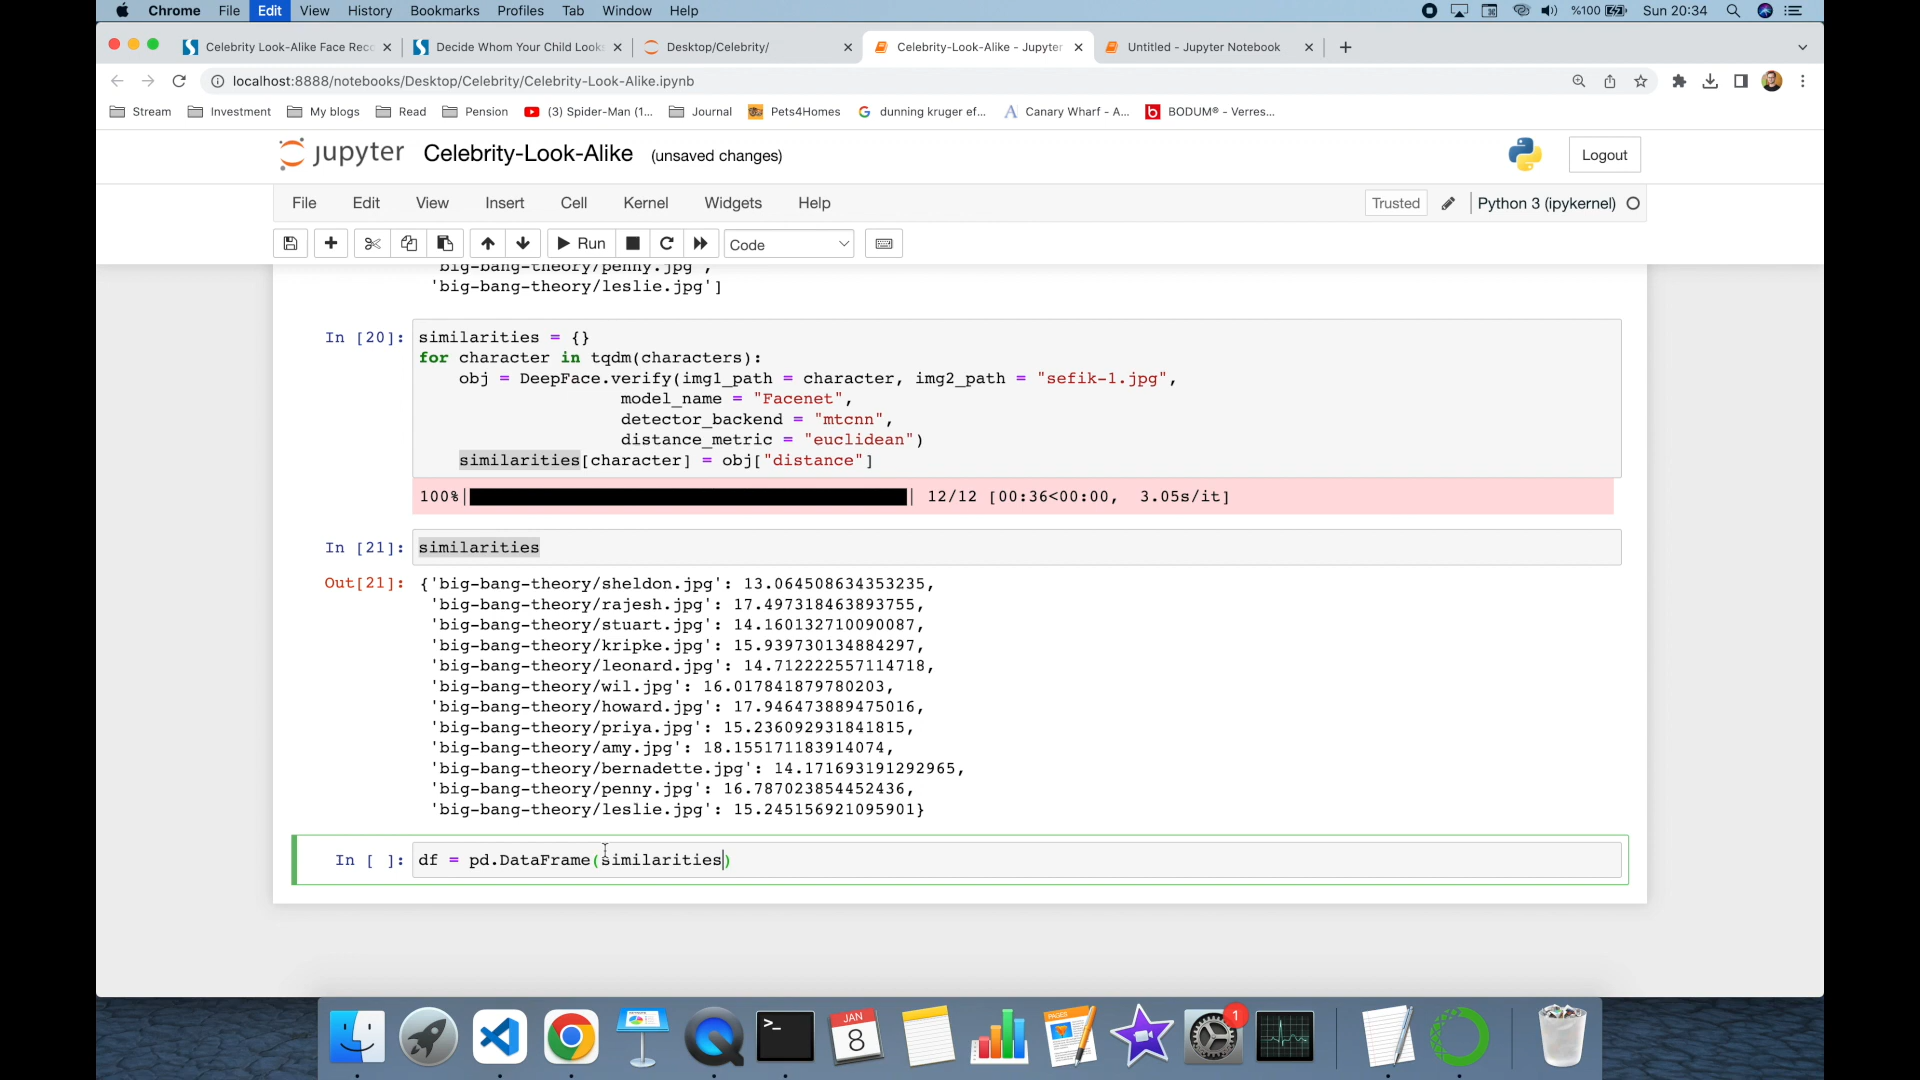 Chrome File Edit View History Bookmarks Profiles Tab Window Help %100 Sun 20:34
Celebrity Look-Alike Face Reco Decide Whom Your Child Looks Desktop/Celebrity/ Celebrity-Look-Alike - Jupyter Untitled - Jupyter Notebook
localhost:8888/notebooks/Desktop/Celebrity/Celebrity-Look-Alike.ipynb
Stream Investment My blogs Read Pension (3) Spider-Man (1... Journal Pets4Homes dunning kruger ef... Canary Wharf - A... BODUM® - Verres...
jupyter Celebrity-Look-Alike (unsaved changes) Logout
File Edit View Insert Cell Kernel Widgets Help Trusted Python 3 (ipykernel)
Run Code
'big-bang-theory/penny.jpg',
'big-bang-theory/leslie.jpg']
In [20]: similarities = {}
for character in tqdm(characters):
obj = DeepFace.verify(img1_path = character, img2_path = "sefik-1.jpg",
model_name = "Facenet",
detector_backend = "mtcnn",
distance_metric = "euclidean")
similarities[character] = obj["distance"]
100%| | 12/12 [00:36<00:00, 3.05s/it]
In [21]: similarities
Out[21]: {'big-bang-theory/sheldon.jpg': 13.064508634353235,
'big-bang-theory/rajesh.jpg': 17.497318463893755,
'big-bang-theory/stuart.jpg': 14.160132710090087,
'big-bang-theory/kripke.jpg': 15.939730134884297,
'big-bang-theory/leonard.jpg': 14.712222557114718,
'big-bang-theory/wil.jpg': 16.017841879780203,
'big-bang-theory/howard.jpg': 17.946473889475016,
'big-bang-theory/priya.jpg': 15.236092931841815,
'big-bang-theory/amy.jpg': 18.155171183914074,
'big-bang-theory/bernadette.jpg': 14.171693191292965,
'big-bang-theory/penny.jpg': 16.787023854452436,
'big-bang-theory/leslie.jpg': 15.245156921095901}
In [ ]: df = pd.DataFrame(similarities)
JAN 8
PAGES
1